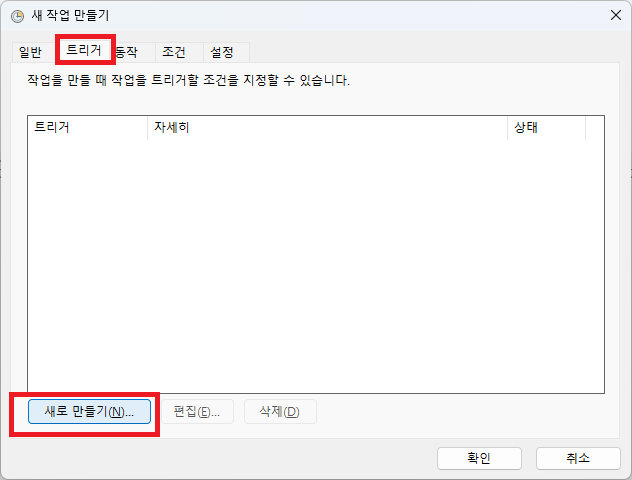 새 작업 만들기
일반 트리거 동작 조건 설정
작업을 만들 때 작업을 트리거할 조건을 지정할 수 있습니다.
트리거 자세히 상태
새로 만들기(N)... 편집(E)... 삭제(D)
확인 취소